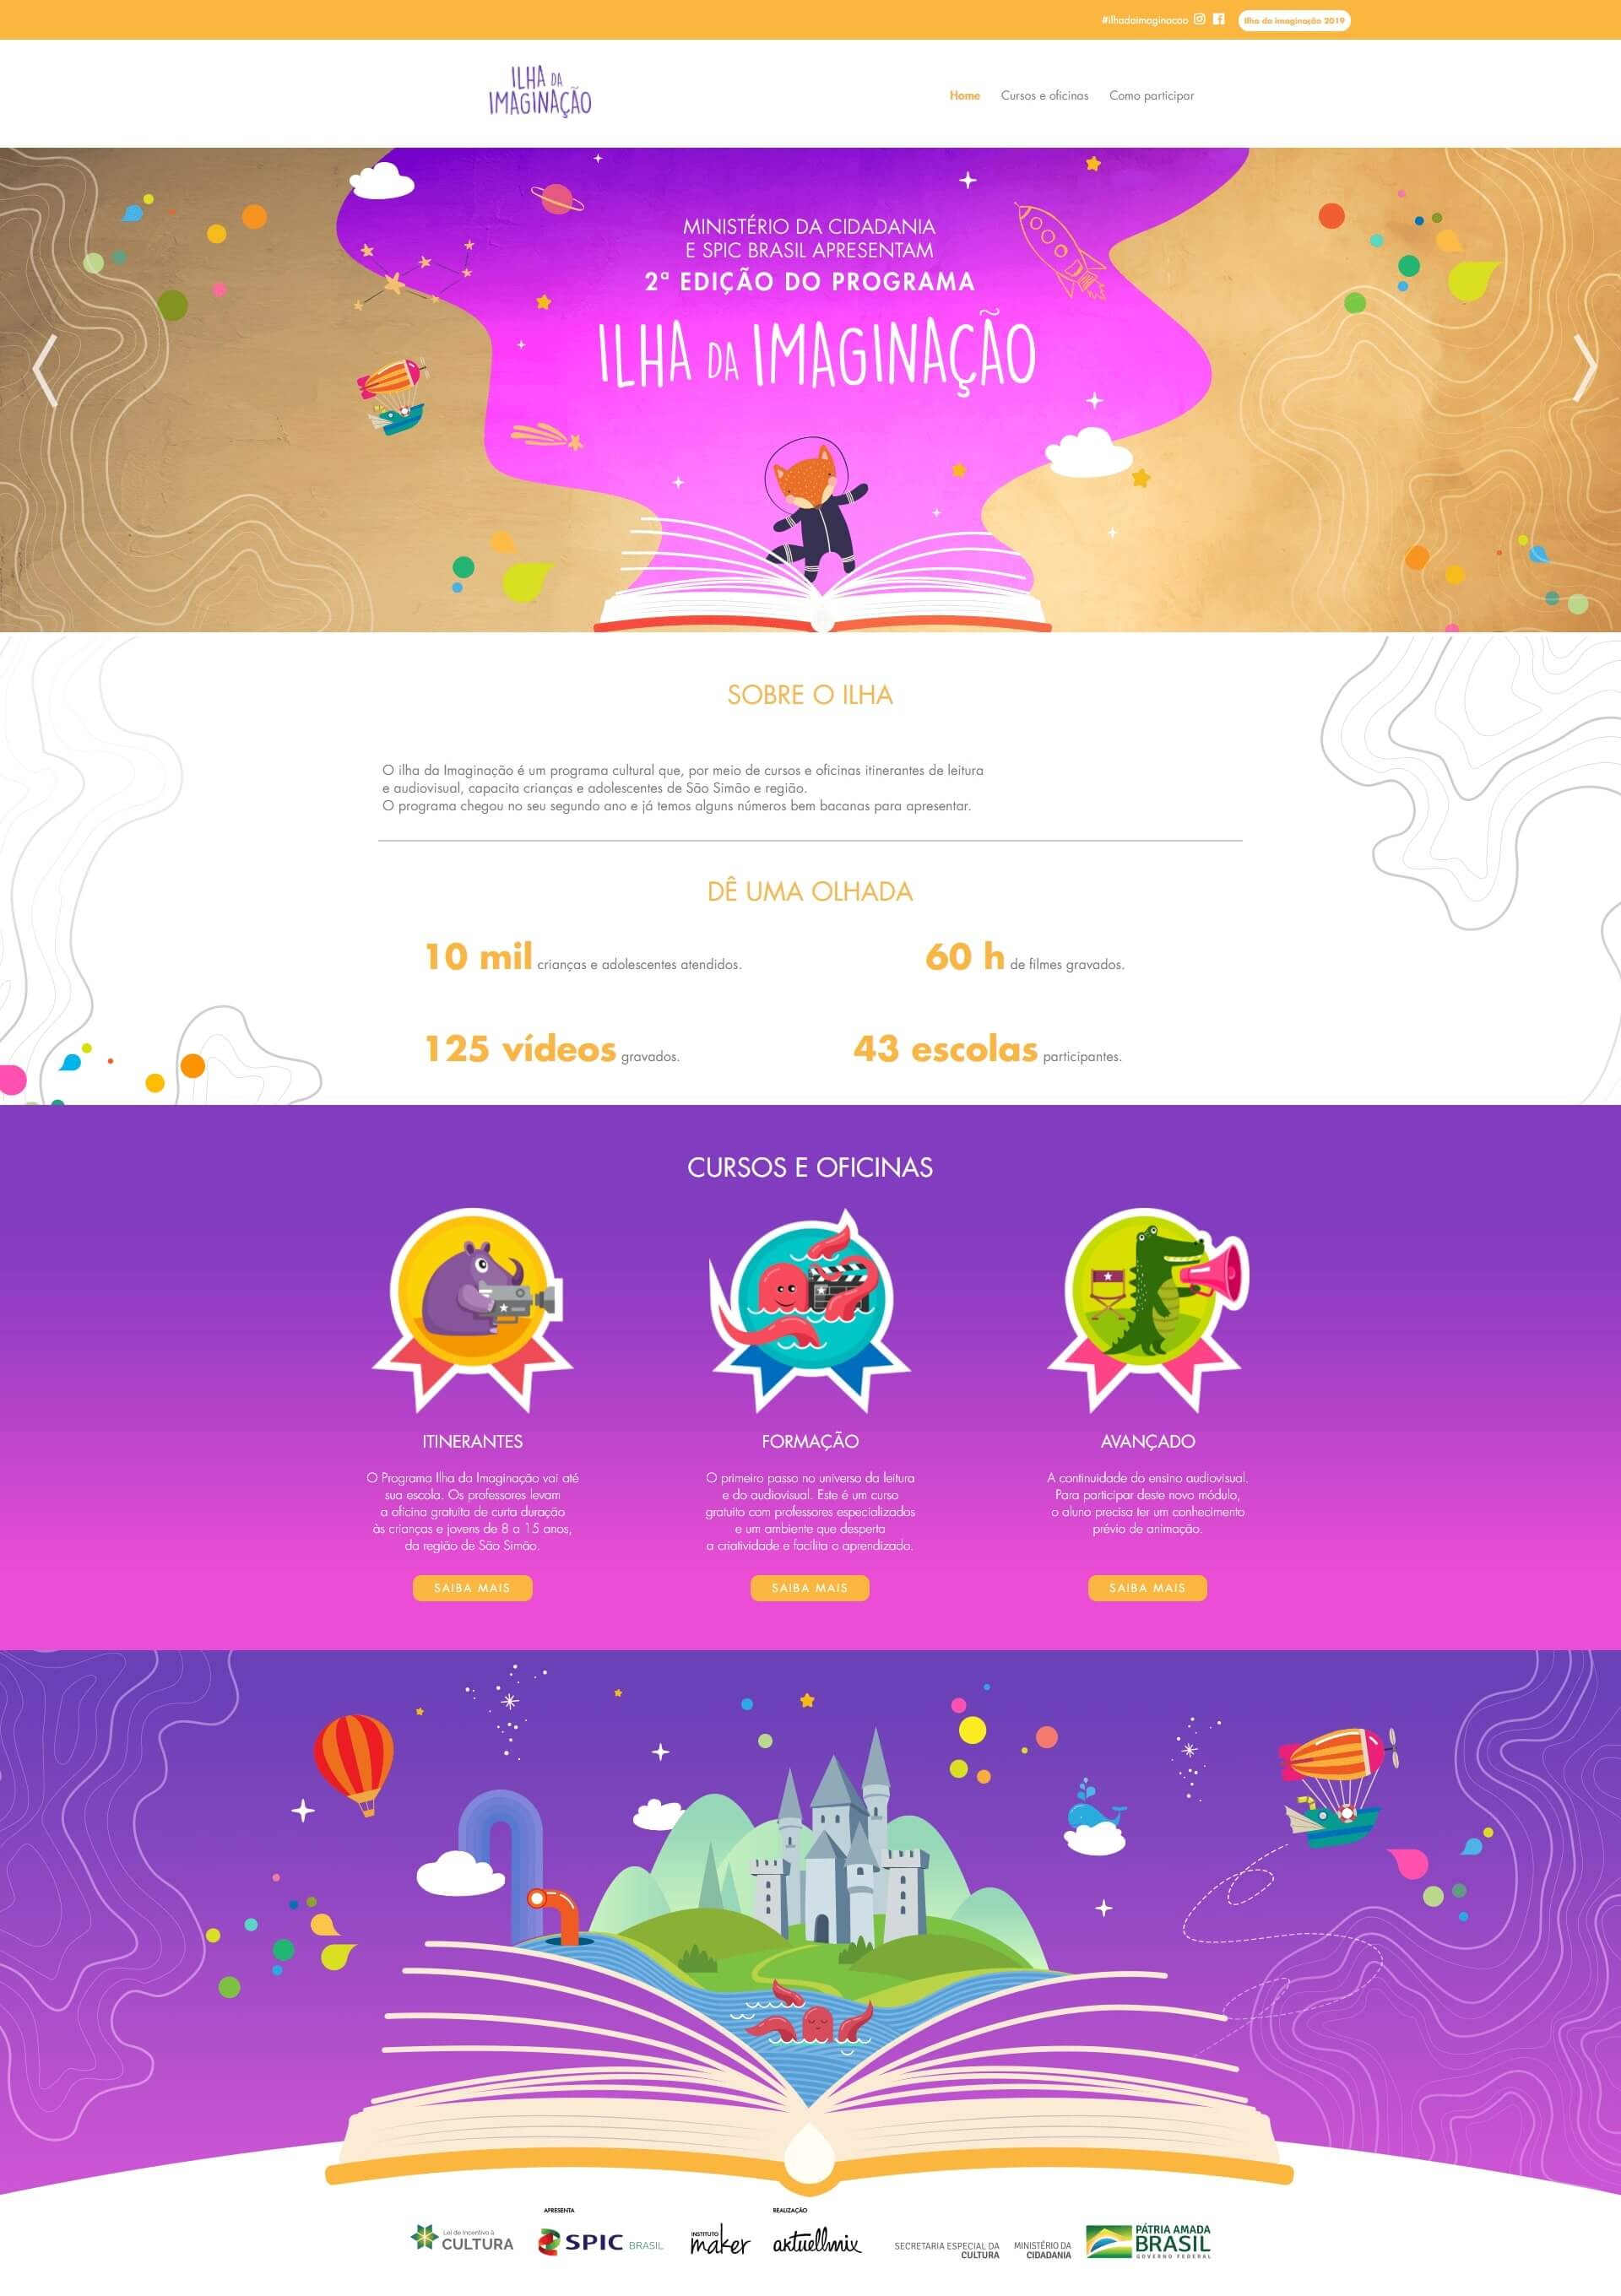 #ilhadaimaginacao
Ilha da imaginação 2019
ILHA DA
IMAGINAÇÃO
Home Cursos e oficinas Como participar
MINISTÉRIO DA CIDADANIA
E SPIC BRASIL APRESENTAM
2ª EDIÇÃO DO PROGRAMA
ILHA DA IMAGINAÇÃO
SOBRE O ILHA
O ilha da Imaginação é um programa cultural que, por meio de cursos e oficinas itinerantes de leitura
e audiovisual, capacita crianças e adolescentes de São Simão e região.
O programa chegou no seu segundo ano e já temos alguns números bem bacanas para apresentar.
DÊ UMA OLHADA
10 mil crianças e adolescentes atendidos.
60 h de filmes gravados.
125 vídeos gravados.
43 escolas participantes.
CURSOS E OFICINAS
ITINERANTES
O Programa Ilha da Imaginação vai até
sua escola. Os professores levam
a oficina gratuita de curta duração
às crianças e jovens de 8 a 15 anos,
da região de São Simão.
SAIBA MAIS
FORMAÇÃO
O primeiro passo no universo da leitura
e do audiovisual. Este é um curso
gratuito com professores especializados
e um ambiente que desperta
a criatividade e facilita o aprendizado.
SAIBA MAIS
AVANÇADO
A continuidade do ensino audiovisual.
Para participar deste novo módulo,
o aluno precisa ter um conhecimento
prévio de animação.
SAIBA MAIS
Lei de Incentivo à
CULTURA
APRESENTA
SPIC BRASIL
INSTITUTO
maker
REALIZAÇÃO
aktuellmix
SECRETARIA ESPECIAL DA
CULTURA
MINISTÉRIO DA
CIDADANIA
PÁTRIA AMADA
BRASIL
GOVERNO FEDERAL